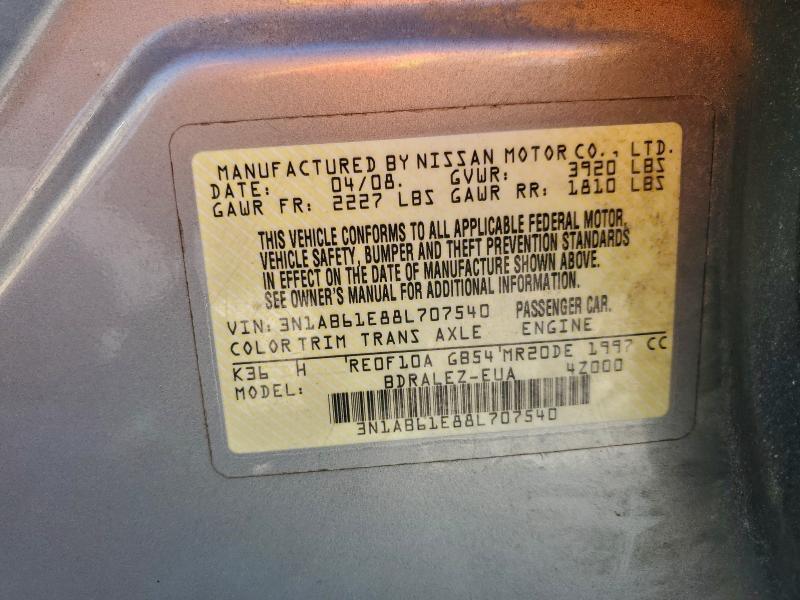 MANUFACTURED BY NISSAN MOTOR CO., LTD.
DATE: 04/08. GVWR: 3920 LBS
GAWR FR: 2227 LBS GAWR RR: 1810 LBS
THIS VEHICLE CONFORMS TO ALL APPLICABLE FEDERAL MOTOR
VEHICLE SAFETY, BUMPER AND THEFT PREVENTION STANDARDS
IN EFFECT ON THE DATE OF MANUFACTURE SHOWN ABOVE.
SEE OWNER'S MANUAL FOR ADDITIONAL INFORMATION.
VIN: 3N1AB61E88L707540 PASSENGER CAR.
COLOR TRIM TRANS AXLE ENGINE
K36 H RE0F10A GB54 MR20DE 1997 CC
MODEL: BDRALEZ-EUA 4Z000
3N1AB61E88L707540